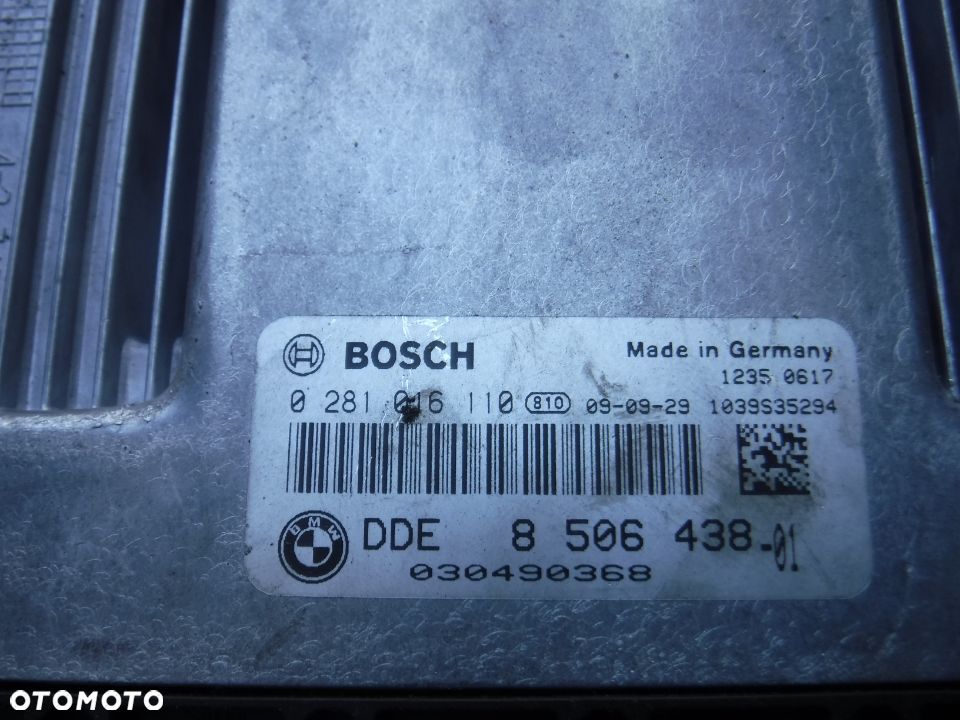 BOSCH Made in Germany
1235 0617
0 281 016 110 810 09-09-29 1039S35294
BMW DDE 8 506 438-01
030490368
OTOMOTO